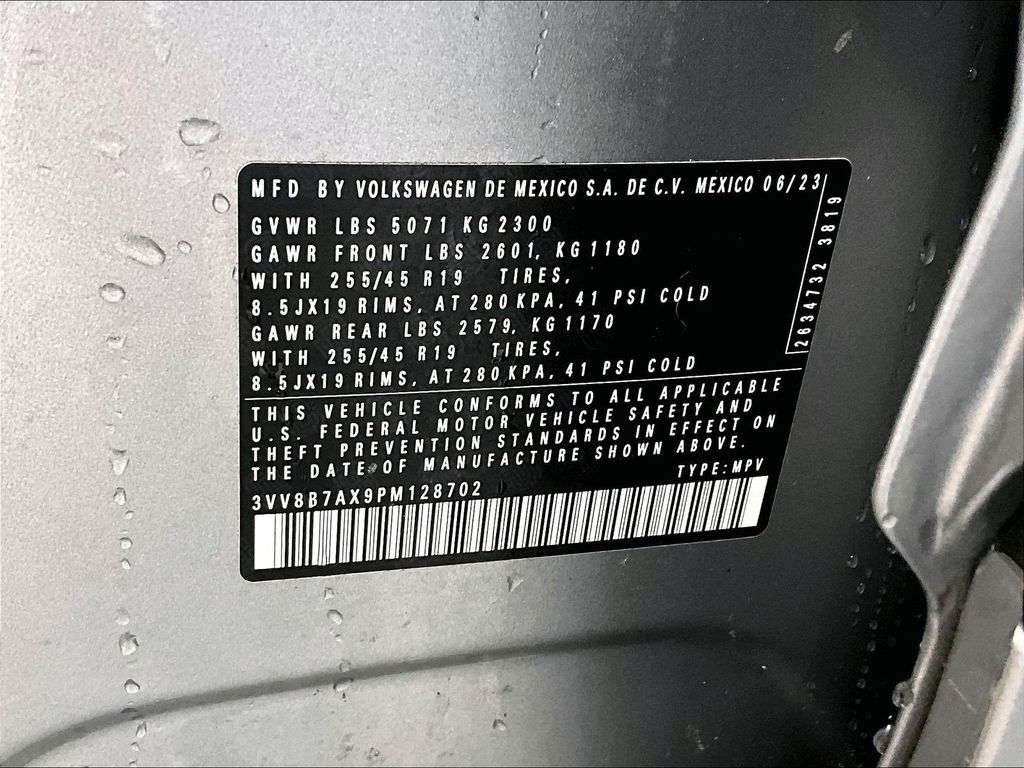 MFD BY VOLKSWAGEN DE MEXICO S.A. DE C.V. MEXICO 06/23
GVWR LBS 5071 KG 2300
GAWR FRONT LBS 2601, KG 1180
WITH 255/45 R19 TIRES,
8.5JX19 RIMS, AT 280 KPA, 41 PSI COLD
GAWR REAR LBS 2579, KG 1170
WITH 255/45 R19 TIRES,
8.5JX19 RIMS, AT 280 KPA, 41 PSI COLD
2634732 3819
THIS VEHICLE CONFORMS TO ALL APPLICABLE
U.S. FEDERAL MOTOR VEHICLE SAFETY AND
THEFT PREVENTION STANDARDS IN EFFECT ON
THE DATE OF MANUFACTURE SHOWN ABOVE.
TYPE: MPV
3VV8B7AX9PM128702